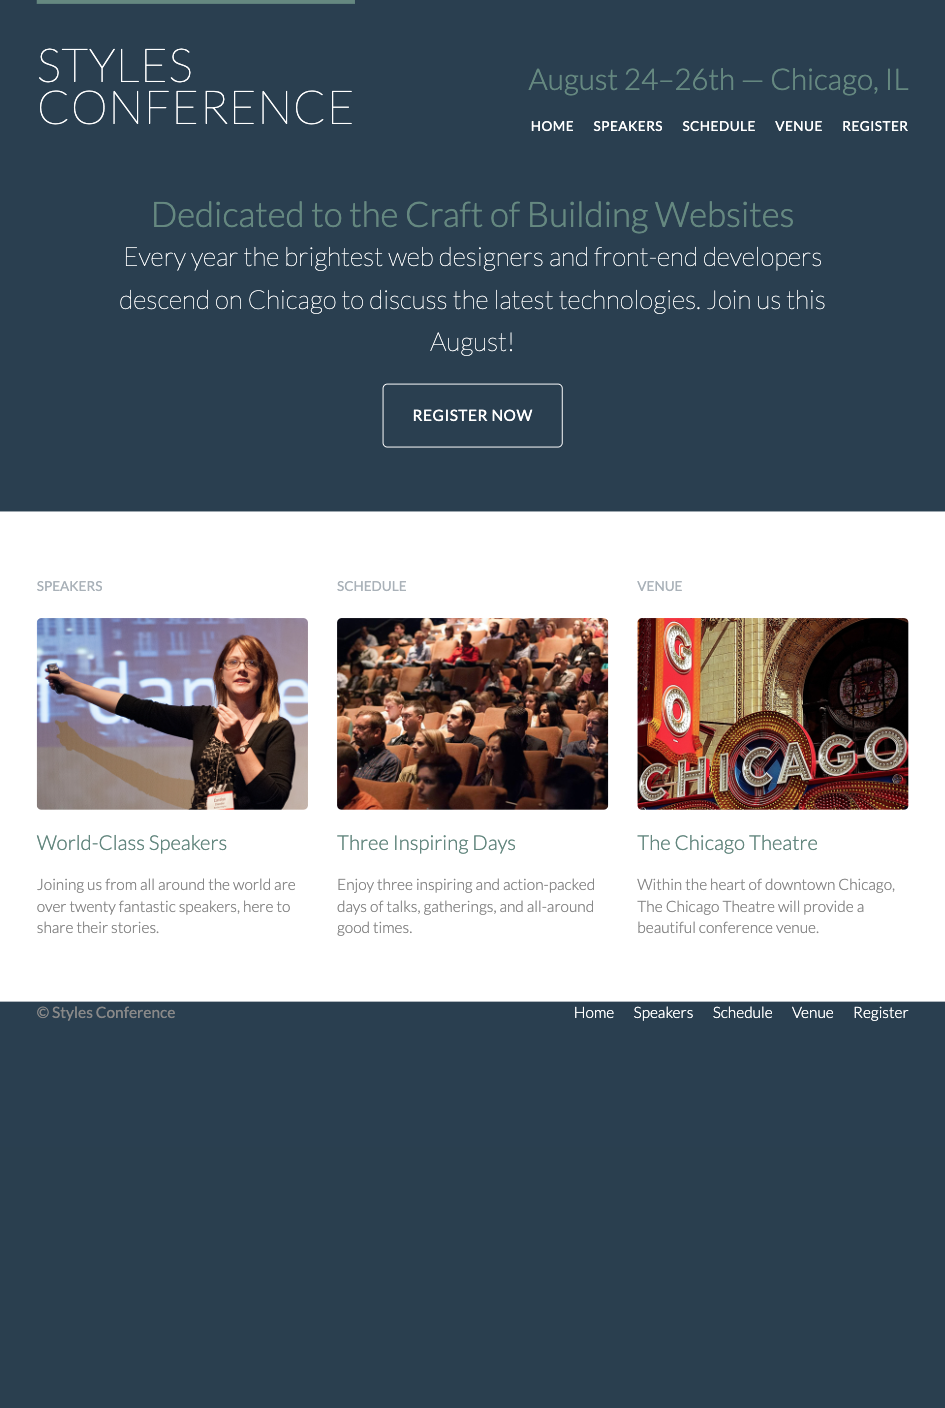 STYLES
CONFERENCE
August 24–26th — Chicago, IL
HOME SPEAKERS SCHEDULE VENUE REGISTER
Dedicated to the Craft of Building Websites
Every year the brightest web designers and front-end developers
descend on Chicago to discuss the latest technologies. Join us this
August!
REGISTER NOW
SPEAKERS
SCHEDULE
VENUE
dan
CO
CHICAGO
World-Class Speakers
Joining us from all around the world are
over twenty fantastic speakers, here to
share their stories.
Three Inspiring Days
Enjoy three inspiring and action-packed
days of talks, gatherings, and all-around
good times.
The Chicago Theatre
Within the heart of downtown Chicago,
The Chicago Theatre will provide a
beautiful conference venue.
© Styles Conference
Home Speakers Schedule Venue Register